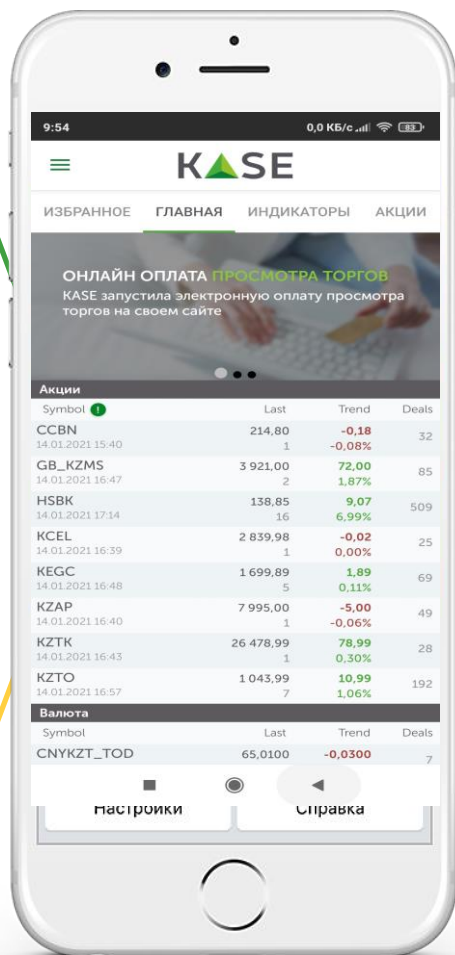 9:54 0,0 КБ/с 83
KASE
ИЗБРАННОЕ ГЛАВНАЯ ИНДИКАТОРЫ АКЦИИ
ОНЛАЙН ОПЛАТА ПРОСМОТРА ТОРГОВ
KASE запустила электронную оплату просмотра
торгов на своем сайте
Акции
Symbol ! Last Trend Deals
CCBN 214,80 -0,18 32
14.01.2021 15:40 1 -0,08%
GB_KZMS 3 921,00 72,00 85
14.01.2021 16:47 2 1,87%
HSBK 138,85 9,07 509
14.01.2021 17:14 16 6,99%
KCEL 2 839,98 -0,02 25
14.01.2021 16:39 1 0,00%
KEGC 1 699,89 1,89 69
14.01.2021 16:48 5 0,11%
KZAP 7 995,00 -5,00 49
14.01.2021 16:40 1 -0,06%
KZTK 26 478,99 78,99 28
14.01.2021 16:43 1 0,30%
KZTO 1 043,99 10,99 192
14.01.2021 16:57 7 1,06%
Валюта
Symbol Last Trend Deals
CNYKZT_TOD 65,0100 -0,0300 7
Настройки Справка